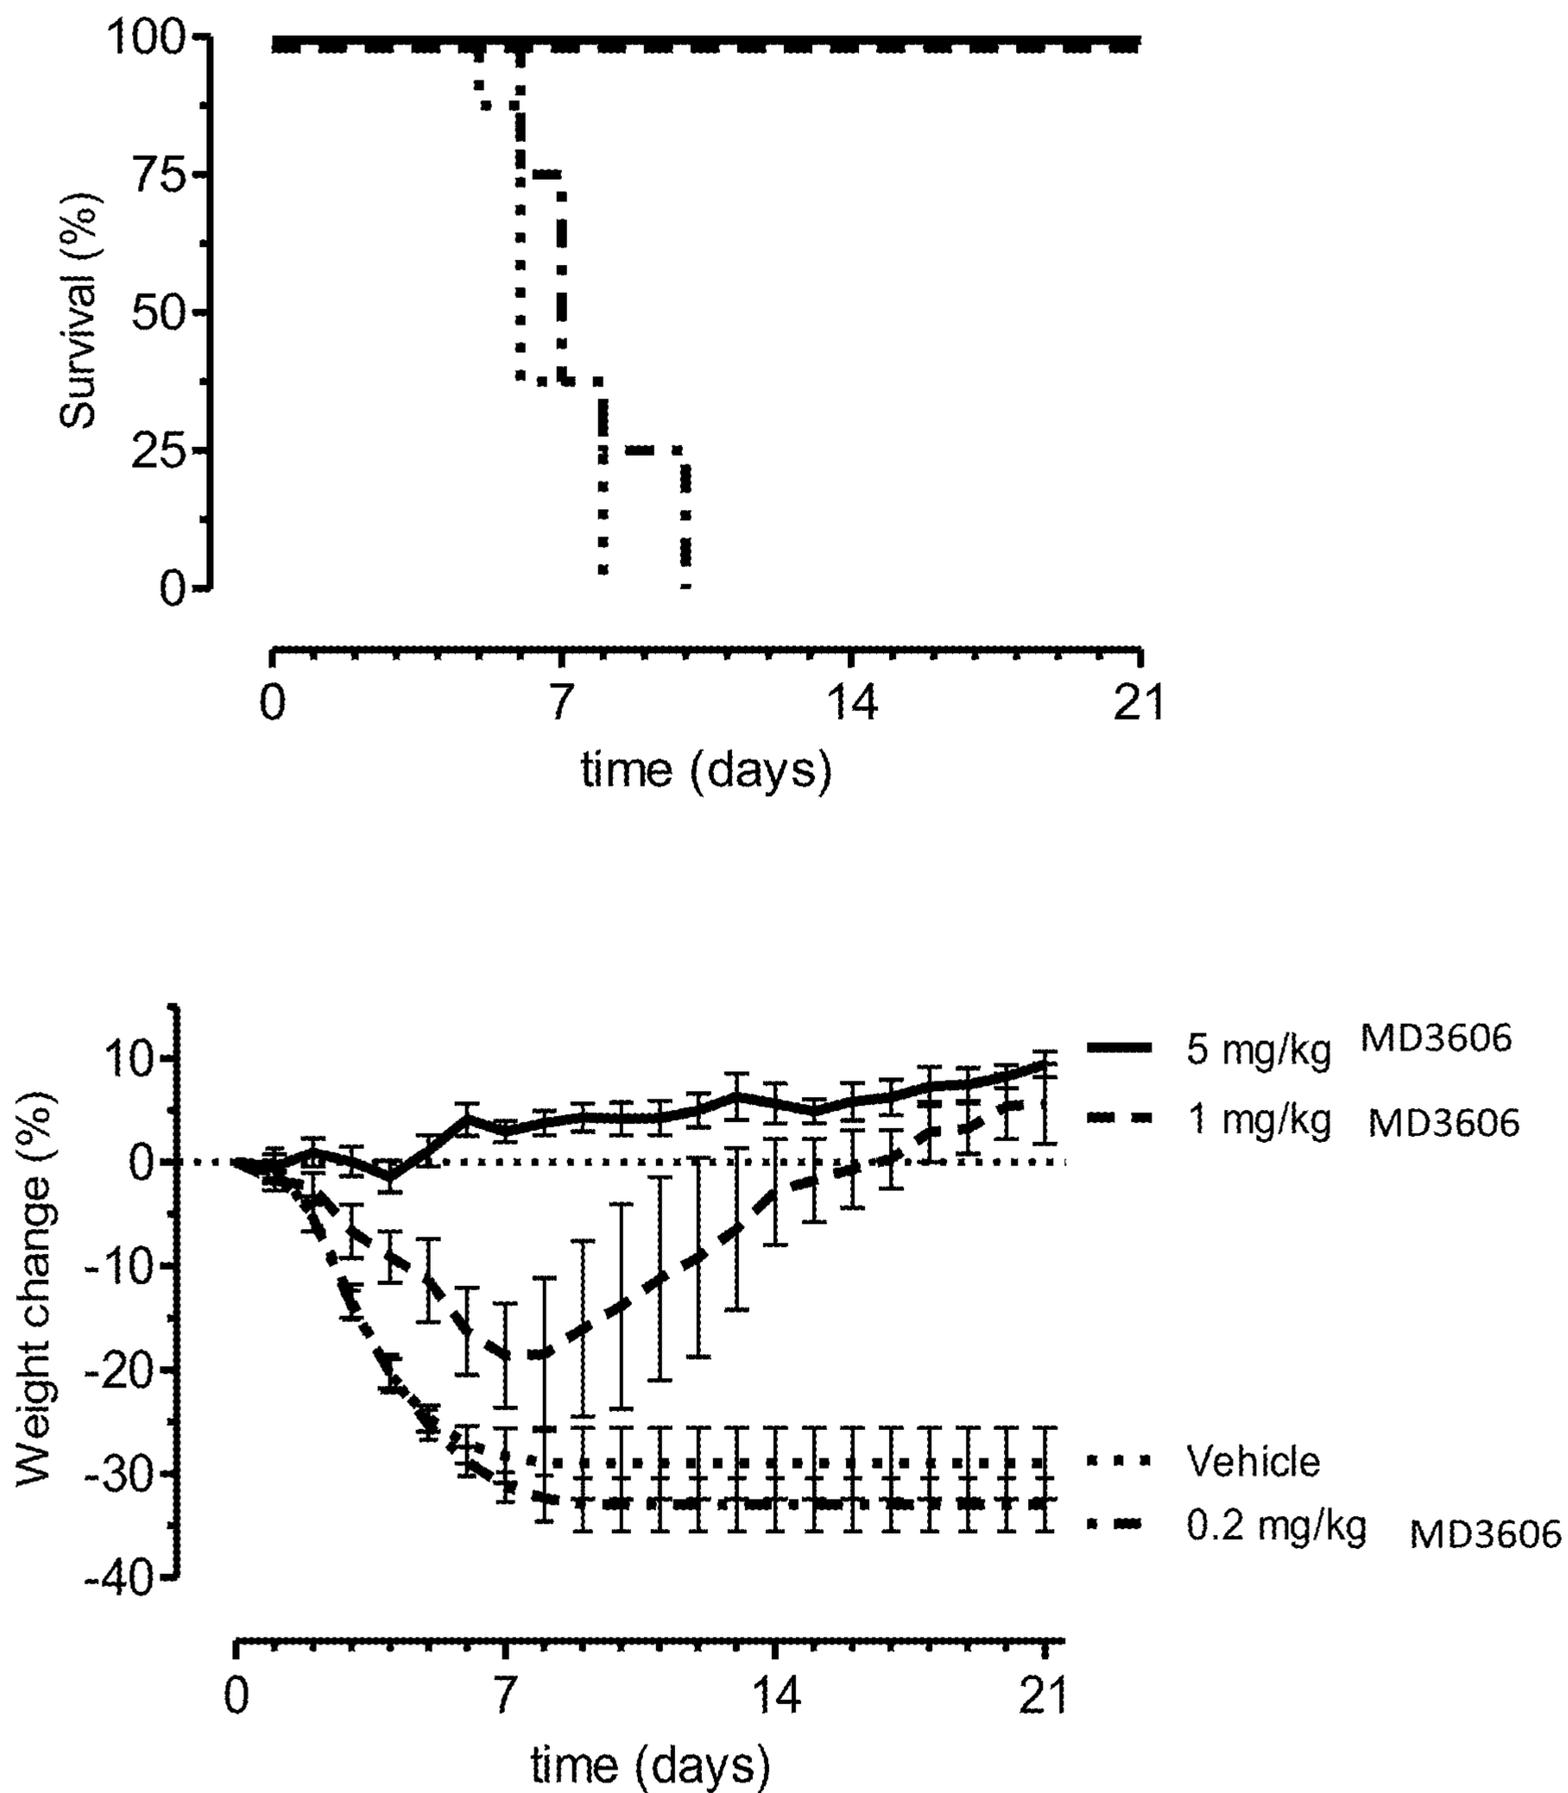 100
75
50
25
0
Survival (%)
0 7 14 21
time (days)
10
0
-10
-20
-30
-40
Weight change (%)
5 mg/kg MD3606
1 mg/kg MD3606
Vehicle
0.2 mg/kg MD3606
0 7 14 21
time (days)